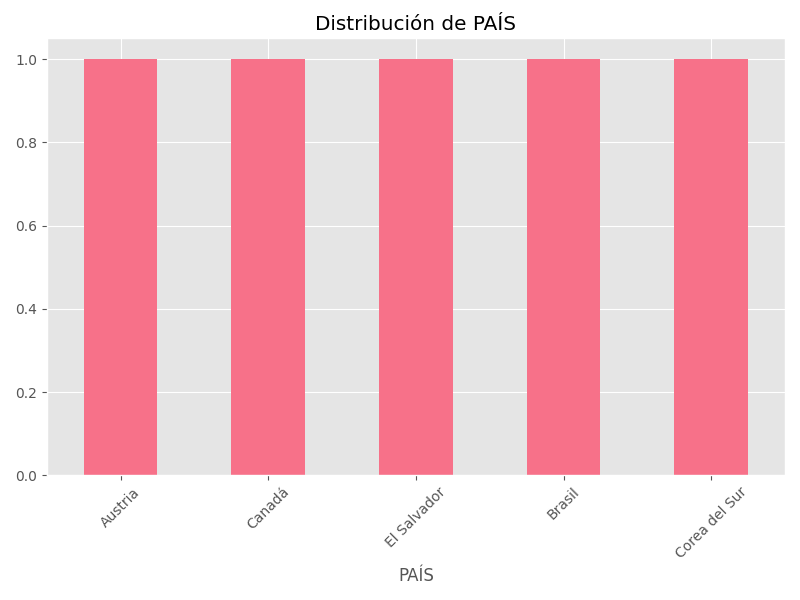 Distribución de PAÍS
1.0
0.8
0.6
0.4
0.2
0.0
Austria
Canadá
El Salvador
Brasil
Corea del Sur
PAÍS